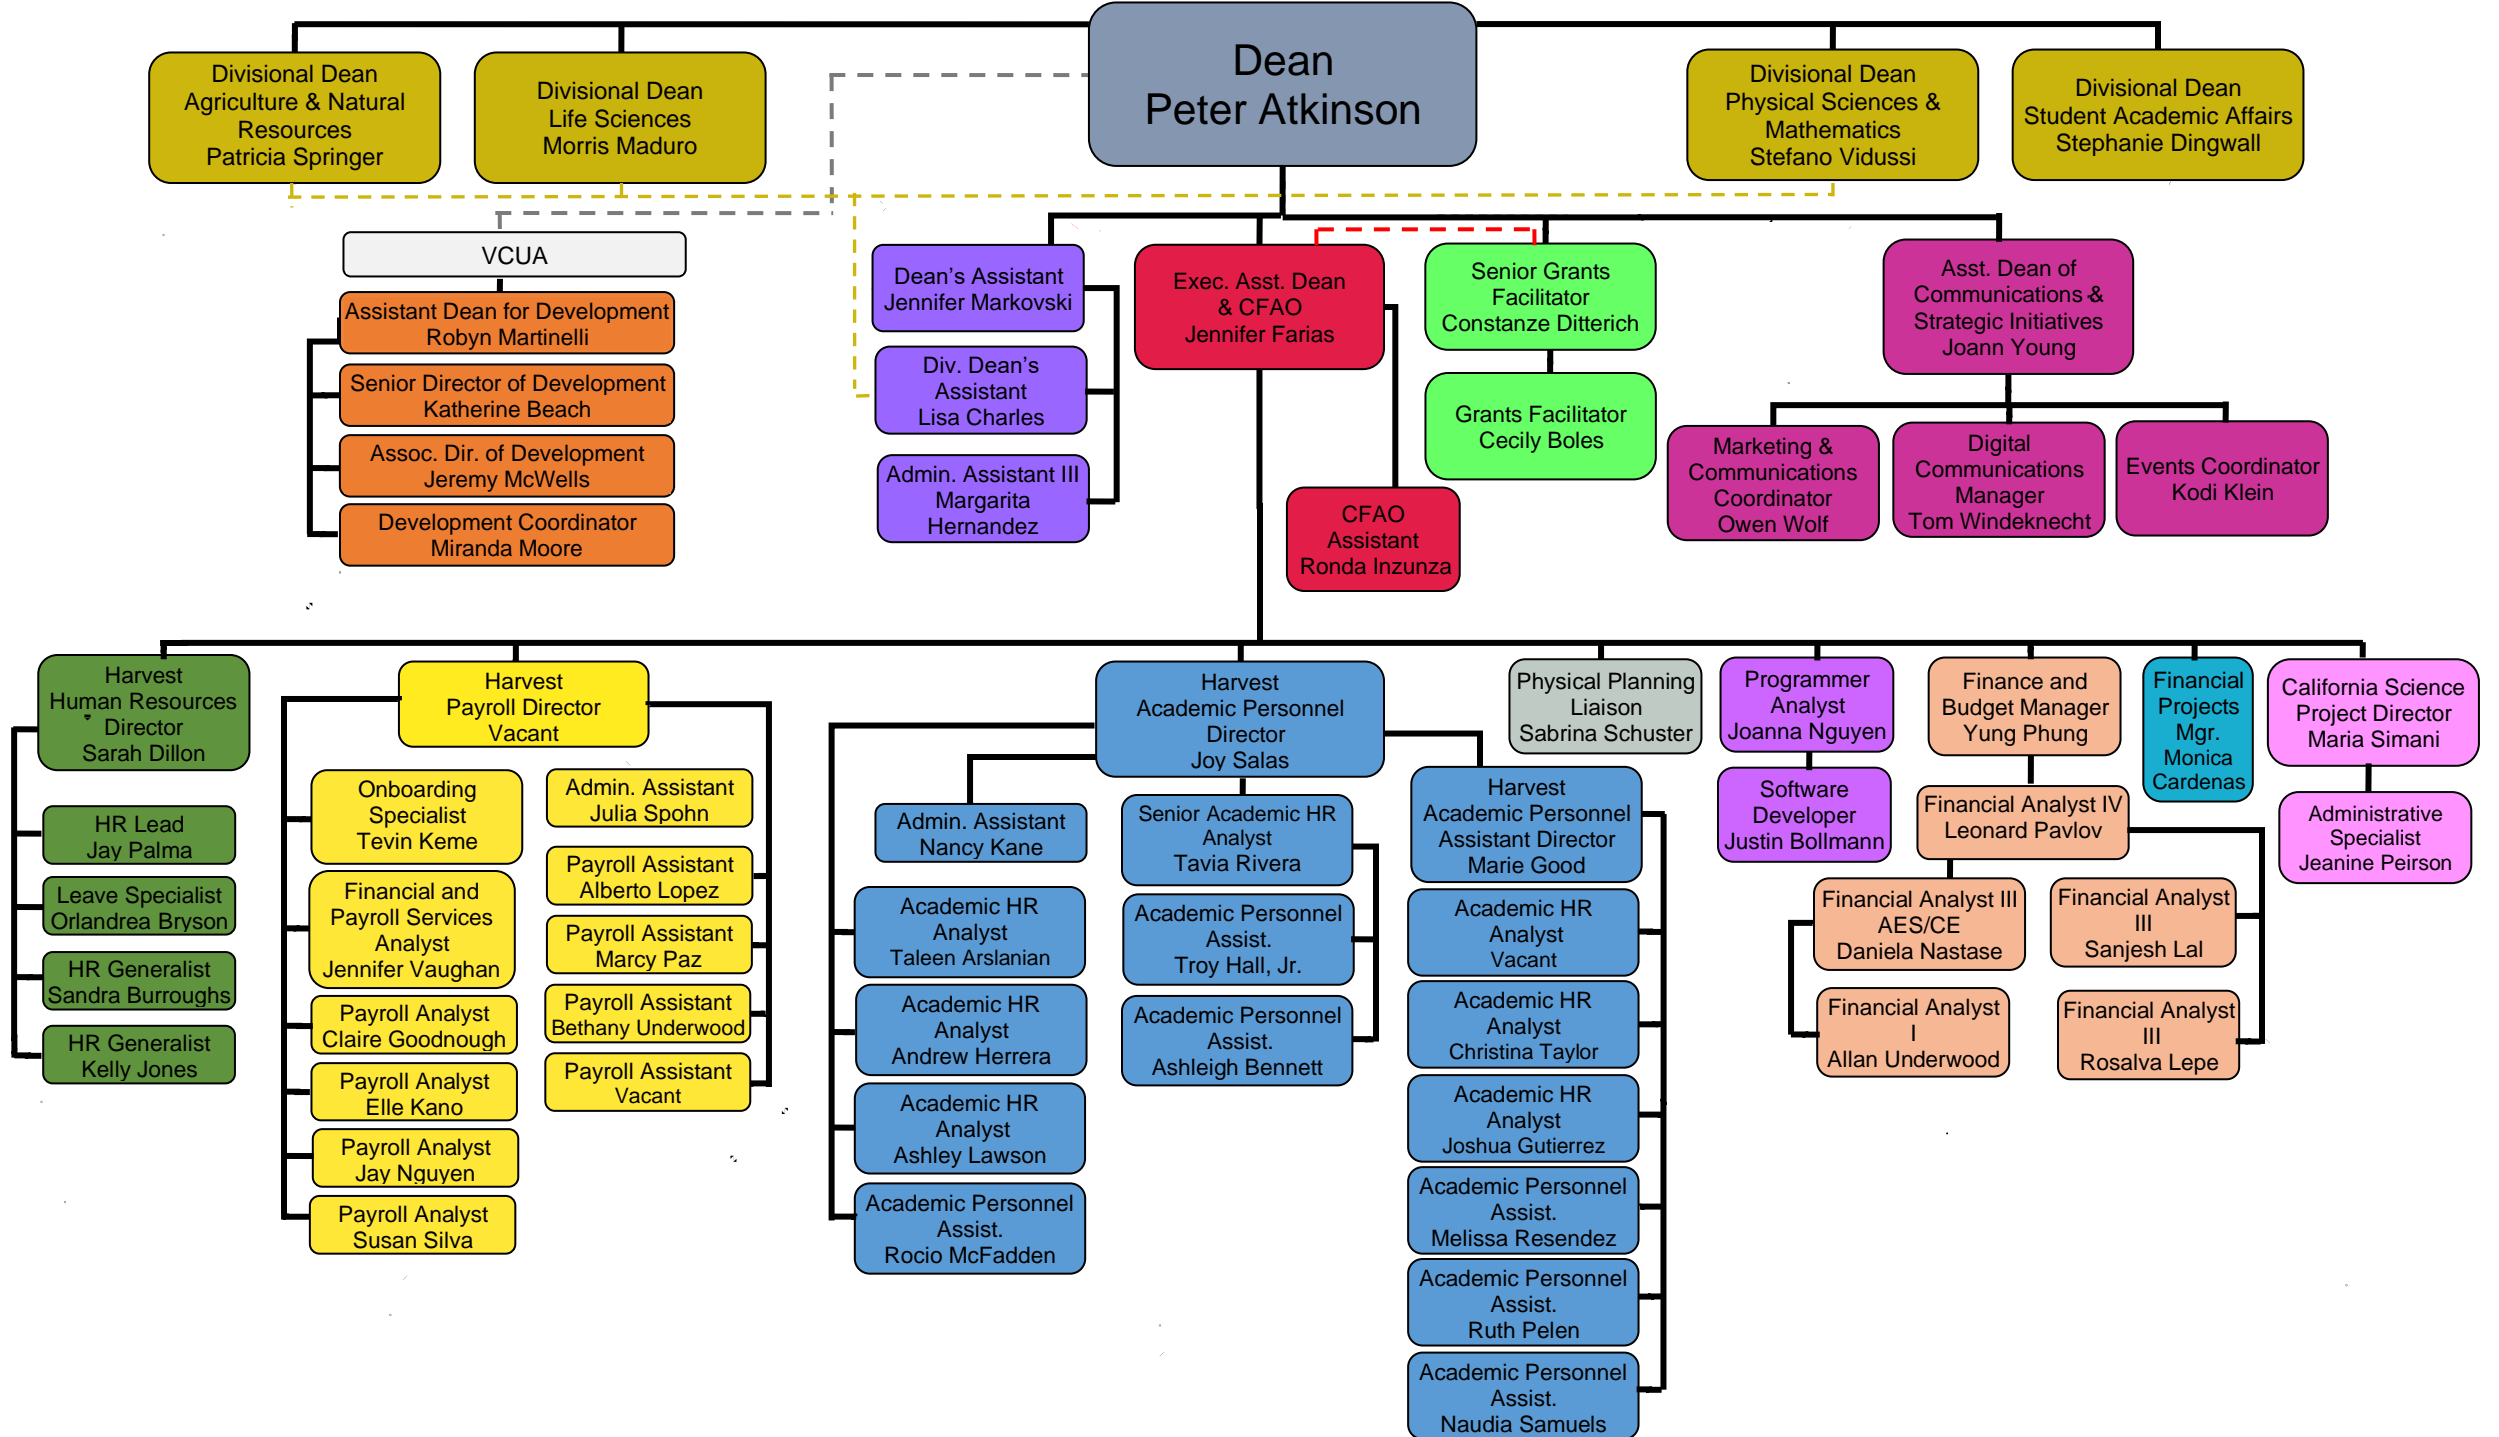 Dean
Peter Atkinson
Divisional Dean
Agriculture & Natural
Resources
Patricia Springer
Divisional Dean
Life Sciences
Morris Maduro
Divisional Dean
Physical Sciences &
Mathematics
Stefano Vidussi
Divisional Dean
Student Academic Affairs
Stephanie Dingwall
VCUA
Assistant Dean for Development
Robyn Martinelli
Senior Director of Development
Katherine Beach
Assoc. Dir. of Development
Jeremy McWells
Development Coordinator
Miranda Moore
Dean's Assistant
Jennifer Markovski
Div. Dean's
Assistant
Lisa Charles
Admin. Assistant III
Margarita
Hernandez
Exec. Asst. Dean
& CFAO
Jennifer Farias
CFAO
Assistant
Ronda Inzunza
Senior Grants
Facilitator
Constanze Ditterich
Grants Facilitator
Cecily Boles
Asst. Dean of
Communications &
Strategic Initiatives
Joann Young
Marketing &
Communications
Coordinator
Owen Wolf
Digital
Communications
Manager
Tom Windeknecht
Events Coordinator
Kodi Klein
Harvest
Human Resources
Director
Sarah Dillon
HR Lead
Jay Palma
Leave Specialist
Orlandrea Bryson
HR Generalist
Sandra Burroughs
HR Generalist
Kelly Jones
Harvest
Payroll Director
Vacant
Onboarding
Specialist
Tevin Keme
Financial and
Payroll Services
Analyst
Jennifer Vaughan
Payroll Analyst
Claire Goodnough
Payroll Analyst
Elle Kano
Payroll Analyst
Jay Nguyen
Payroll Analyst
Susan Silva
Admin. Assistant
Julia Spohn
Payroll Assistant
Alberto Lopez
Payroll Assistant
Marcy Paz
Payroll Assistant
Bethany Underwood
Payroll Assistant
Vacant
Harvest
Academic Personnel
Director
Joy Salas
Admin. Assistant
Nancy Kane
Academic HR
Analyst
Taleen Arslanian
Academic HR
Analyst
Andrew Herrera
Academic HR
Analyst
Ashley Lawson
Academic Personnel
Assist.
Rocio McFadden
Senior Academic HR
Analyst
Tavia Rivera
Academic Personnel
Assist.
Troy Hall, Jr.
Academic Personnel
Assist.
Ashleigh Bennett
Harvest
Academic Personnel
Assistant Director
Marie Good
Academic HR
Analyst
Vacant
Academic HR
Analyst
Christina Taylor
Academic HR
Analyst
Joshua Gutierrez
Academic Personnel
Assist.
Melissa Resendez
Academic Personnel
Assist.
Ruth Pelen
Academic Personnel
Assist.
Naudia Samuels
Physical Planning
Liaison
Sabrina Schuster
Programmer
Analyst
Joanna Nguyen
Software
Developer
Justin Bollmann
Finance and
Budget Manager
Yung Phung
Financial Analyst IV
Leonard Pavlov
Financial Analyst III
AES/CE
Daniela Nastase
Financial Analyst
I
Allan Underwood
Financial Analyst
III
Sanjesh Lal
Financial Analyst
III
Rosalva Lepe
Financial
Projects
Mgr.
Monica
Cardenas
California Science
Project Director
Maria Simani
Administrative
Specialist
Jeanine Peirson